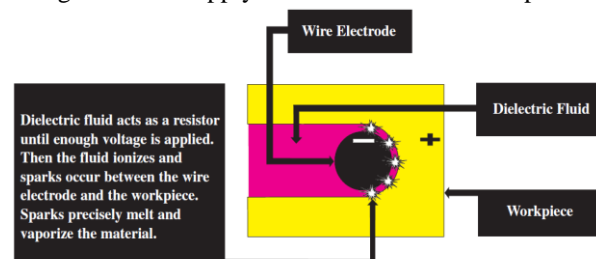 supply
Wire Electrode
Dielectric fluid acts as a resistor
until enough voltage is applied.
Then the fluid ionizes and
sparks occur between the wire
electrode and the workpiece.
Sparks precisely melt and
vaporize the material.
−
+
Dielectric Fluid
Workpiece